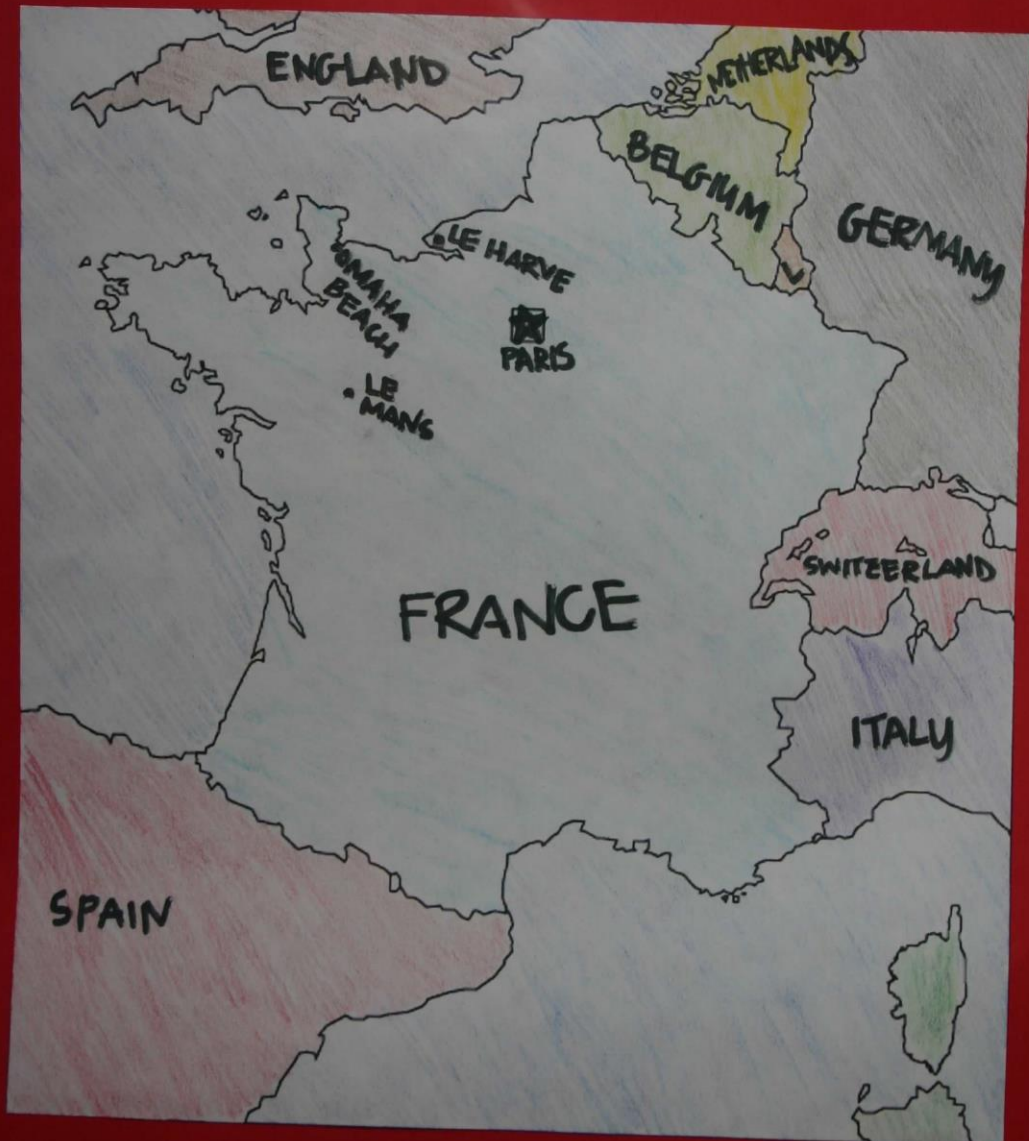 ENGLAND
NETHERLANDS
BELGIUM
GERMANY
LE HARVE
OMAHA
BEACH
PARIS
LE
MANS
SWITZERLAND
FRANCE
ITALY
SPAIN